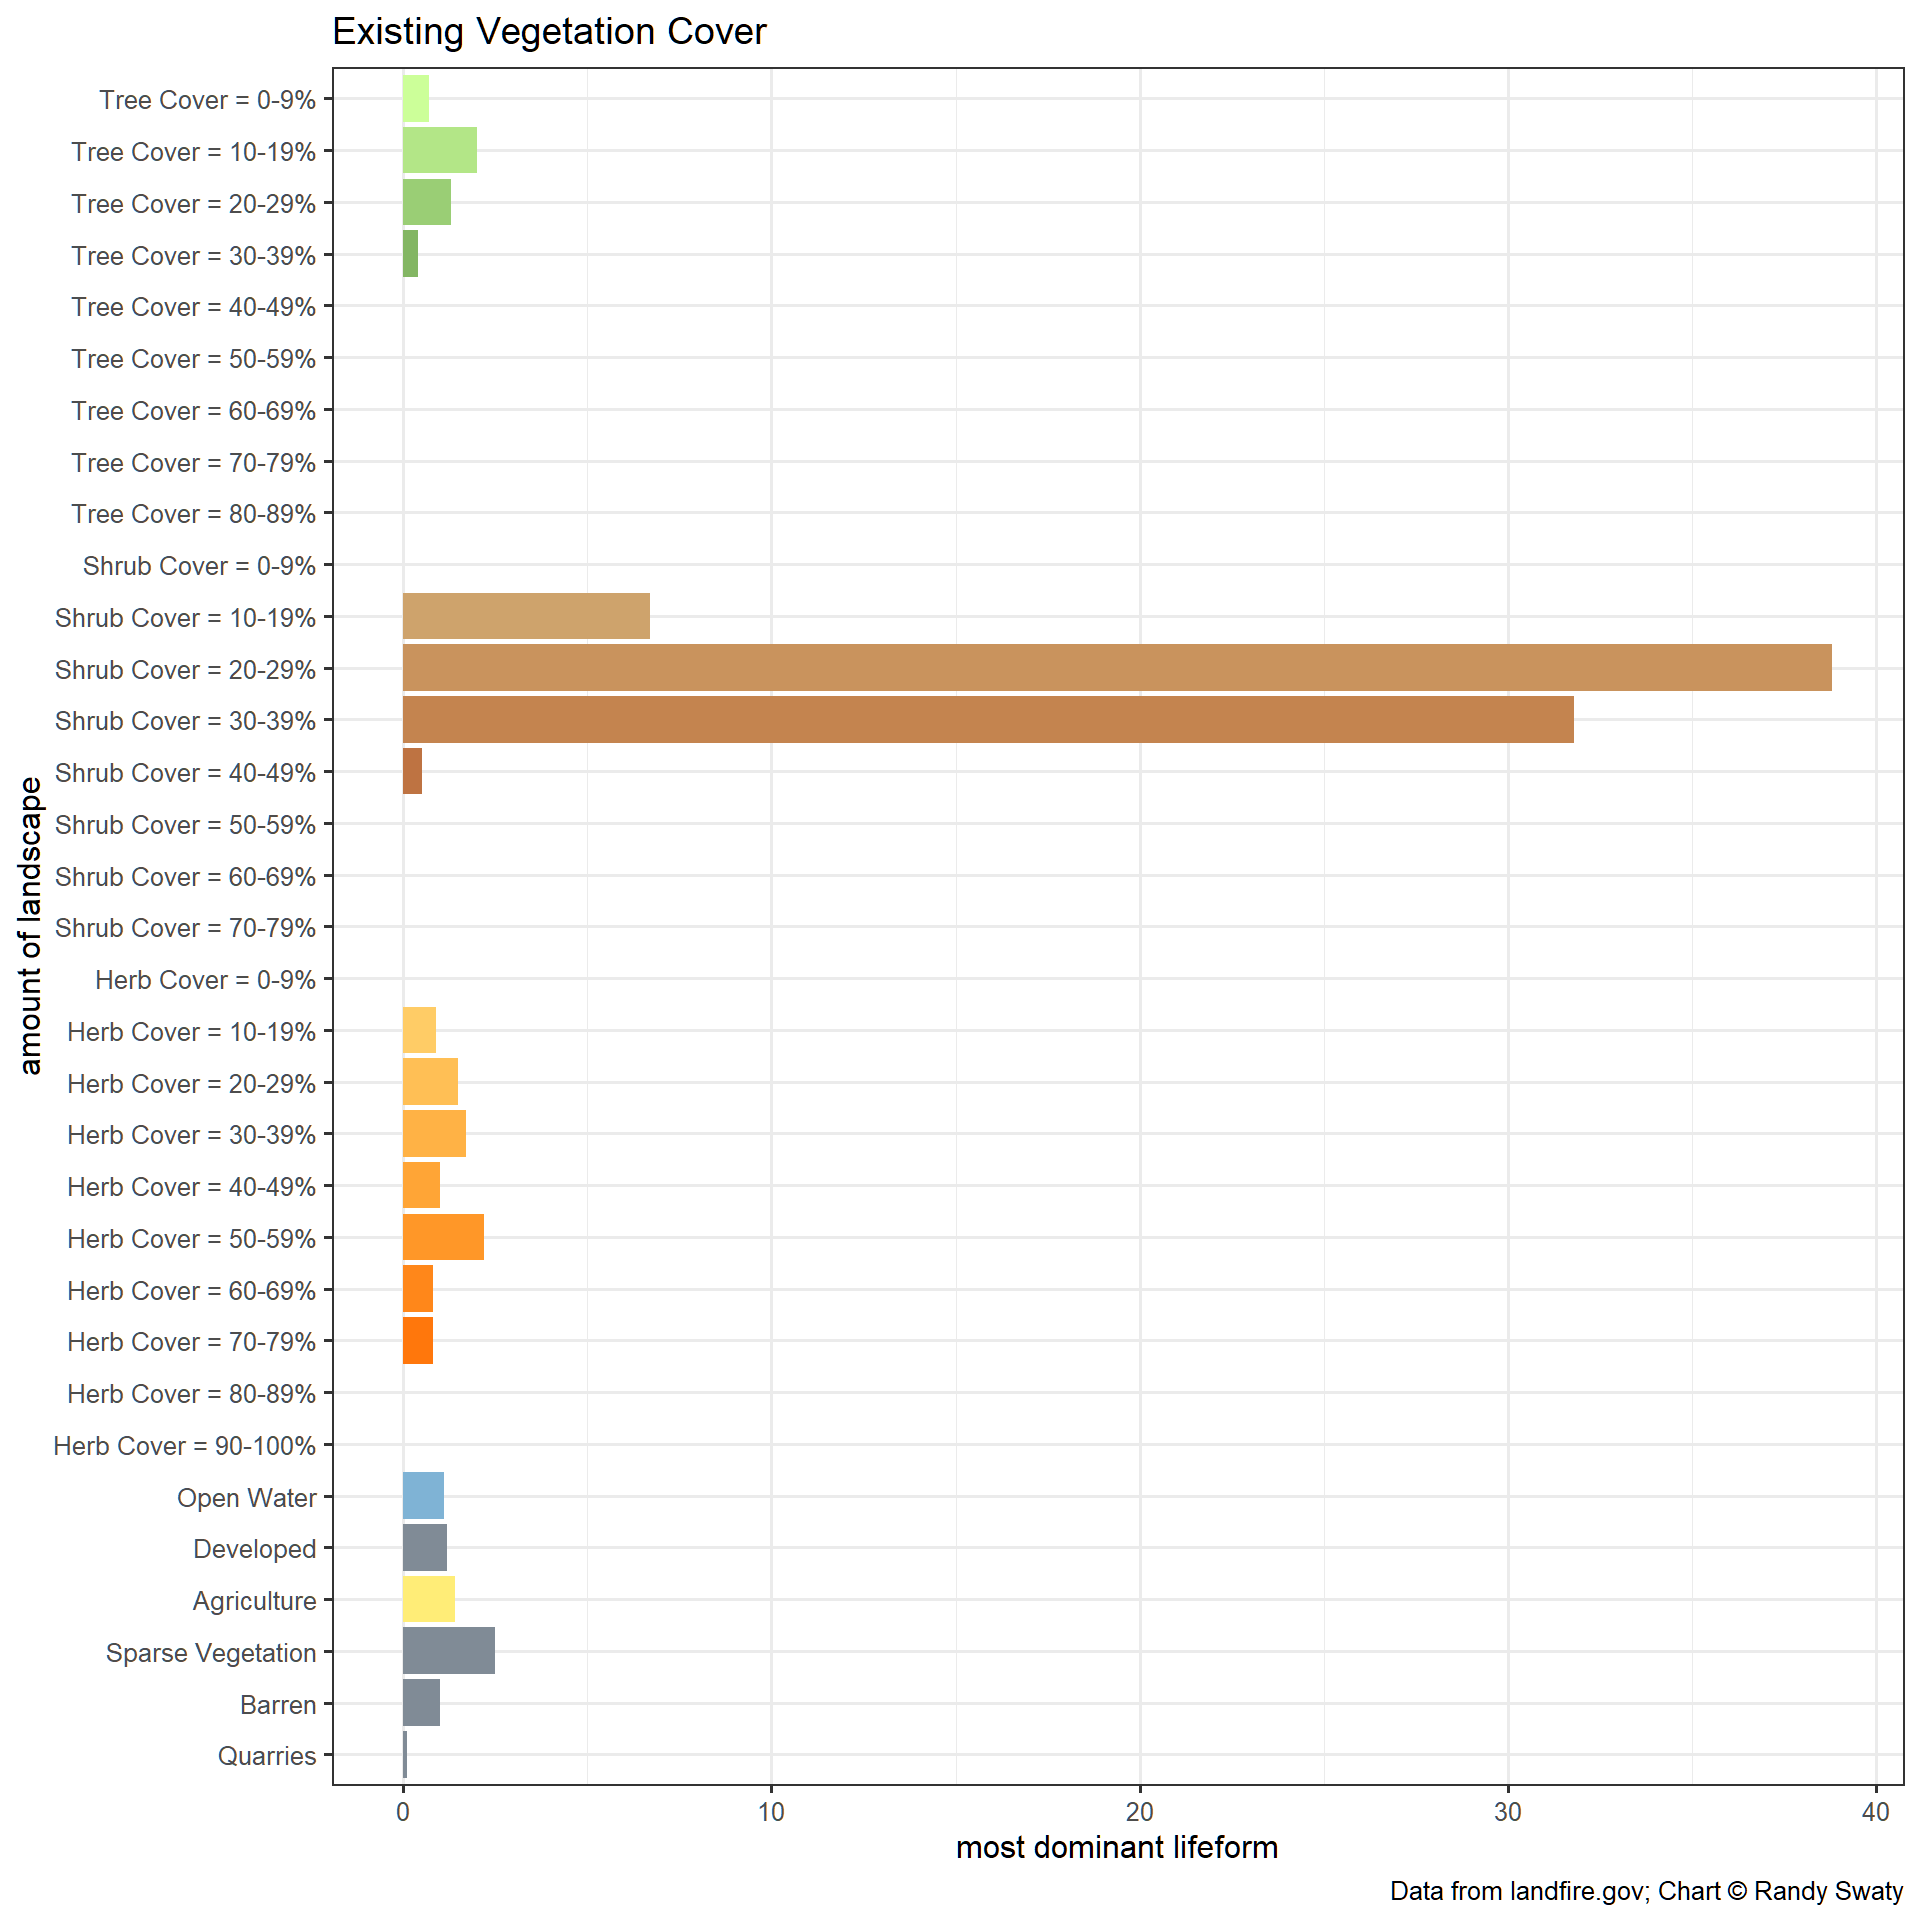 Existing Vegetation Cover
Tree Cover = 0-9%
Tree Cover = 10-19%
Tree Cover = 20-29%
Tree Cover = 30-39%
Tree Cover = 40-49%
Tree Cover = 50-59%
Tree Cover = 60-69%
Tree Cover = 70-79%
Tree Cover = 80-89%
Shrub Cover = 0-9%
Shrub Cover = 10-19%
Shrub Cover = 20-29%
Shrub Cover = 30-39%
Shrub Cover = 40-49%
Shrub Cover = 50-59%
Shrub Cover = 60-69%
Shrub Cover = 70-79%
Herb Cover = 0-9%
Herb Cover = 10-19%
Herb Cover = 20-29%
Herb Cover = 30-39%
Herb Cover = 40-49%
Herb Cover = 50-59%
Herb Cover = 60-69%
Herb Cover = 70-79%
Herb Cover = 80-89%
Herb Cover = 90-100%
Open Water
Developed
Agriculture
Sparse Vegetation
Barren
Quarries
amount of landscape
0 10 20 30 40
most dominant lifeform
Data from landfire.gov; Chart © Randy Swaty